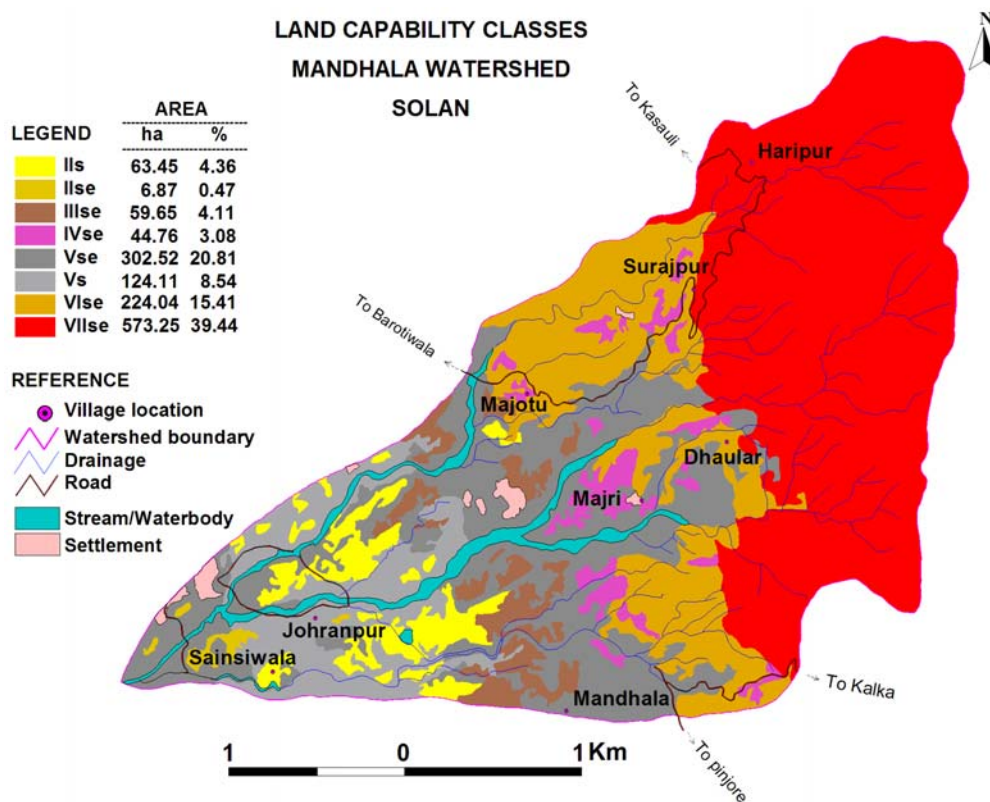 LAND CAPABILITY CLASSES
MANDHALA WATERSHED
SOLAN
N
AREA
LEGEND ha %
IIs 63.45 4.36
IIse 6.87 0.47
IIIse 59.65 4.11
IVse 44.76 3.08
Vse 302.52 20.81
Vs 124.11 8.54
VIse 224.04 15.41
VIIse 573.25 39.44
REFERENCE
Village location
Watershed boundary
Drainage
Road
Stream/Waterbody
Settlement
To Kasauli
Haripur
Surajpur
To Barotiwala
Majotu
Dhaular
Majri
Johranpur
Sainsiwala
Mandhala
To Kalka
To pinjore
1 0 1 Km